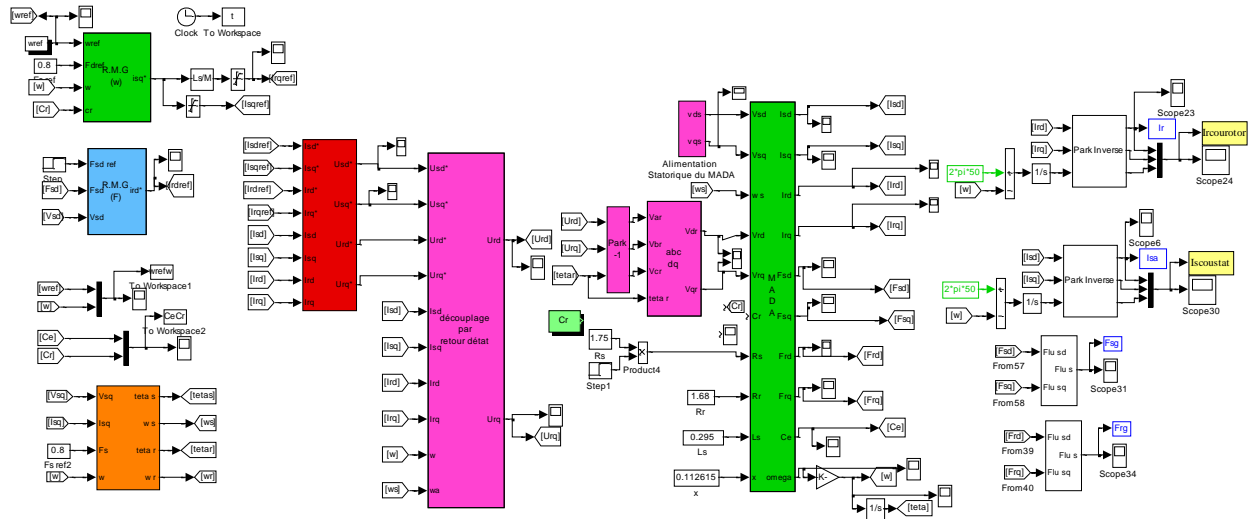 [wref]
Clock
t
To Workspace
wref
wref
0.8
Fdref
R.M.G
(w)
isq*
[w]
w
[Cr]
cr
Ls/M
[Irqref]
[Isqref]
Step
Fsd ref
[Fsd]
Fsd
[Vsd]
Vsd
R.M.G
(F)
ird*
[Irdref]
[wref]
[w]
wrefw
To Workspace1
CeCr
To Workspace2
[Ce]
[Cr]
[Vsq]
Vsq
teta s
[tetas]
[Isq]
Isq
w s
[ws]
0.8
Fs ref2
Fs
teta r
[tetar]
[w]
w
w r
[wr]
[Isdref]
Isd*
[Isqref]
Isq*
[Irdref]
Ird*
[Irqref]
Irq*
[Isd]
Isd
[Isq]
Isq
[Ird]
Ird
[Irq]
Irq
Usd*
Usq*
Urd*
Urq*
Usd*
Usq*
Urd*
Urq*
[Isd]
Isd
[Isq]
Isq
[Ird]
Ird
[Irq]
Irq
[w]
w
[ws]
wa
découplage
par
retour détat
Urd
[Urd]
Urq
[Urq]
vds
vqs
Alimentation
Statorique du MADA
[ws]
[Urd]
[Urq]
[tetar]
Park
-1
Var
Vbr
Vcr
teta r
abc
dq
Vdr
Vqr
Cr
[Cr]
1.75
Rs
Step1
Product4
1.68
Rr
0.295
Ls
0.112615
x
Vsd
Vsq
w s
Vrd
Vrq
Cr
Rs
Rr
Ls
x
M
A
D
A
Isd
[Isd]
Isq
[Isq]
Ird
[Ird]
Irq
[Irq]
Fsd
[Fsd]
Fsq
[Fsq]
Frd
[Frd]
Frq
[Frq]
Ce
[Ce]
omega
-K-
[w]
1/s
[teta]
2*pi*50
[w]
1/s
[Ird]
[Irq]
Park Inverse
Ir
Scope23
Ircourotor
Scope24
2*pi*50
[w]
1/s
[Isd]
[Isq]
Park Inverse
Isa
Scope6
Iscoustat
Scope30
[Fsd]
From57
[Fsq]
From58
Flu sd
Flu sq
Flu s
Fsg
Scope31
[Frd]
From39
[Frq]
From40
Flu sd
Flu sq
Flu s
Frg
Scope34